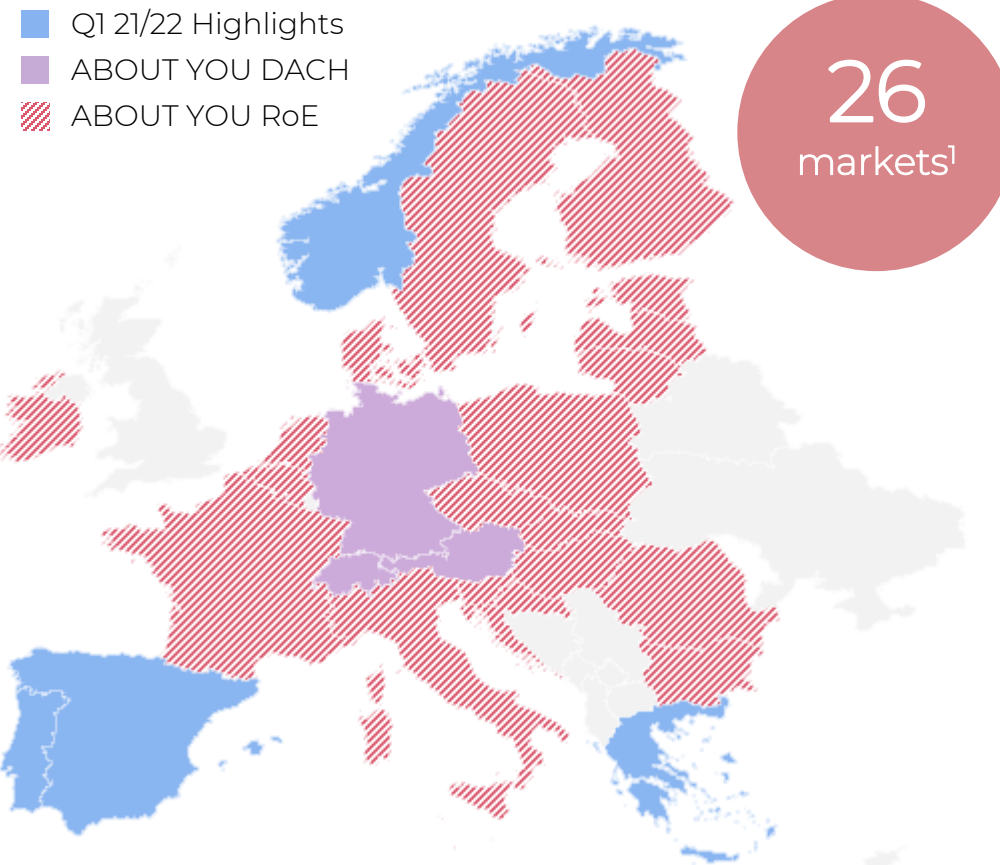 Q1 21/22 Highlights
ABOUT YOU DACH
ABOUT YOU RoE
26
markets¹